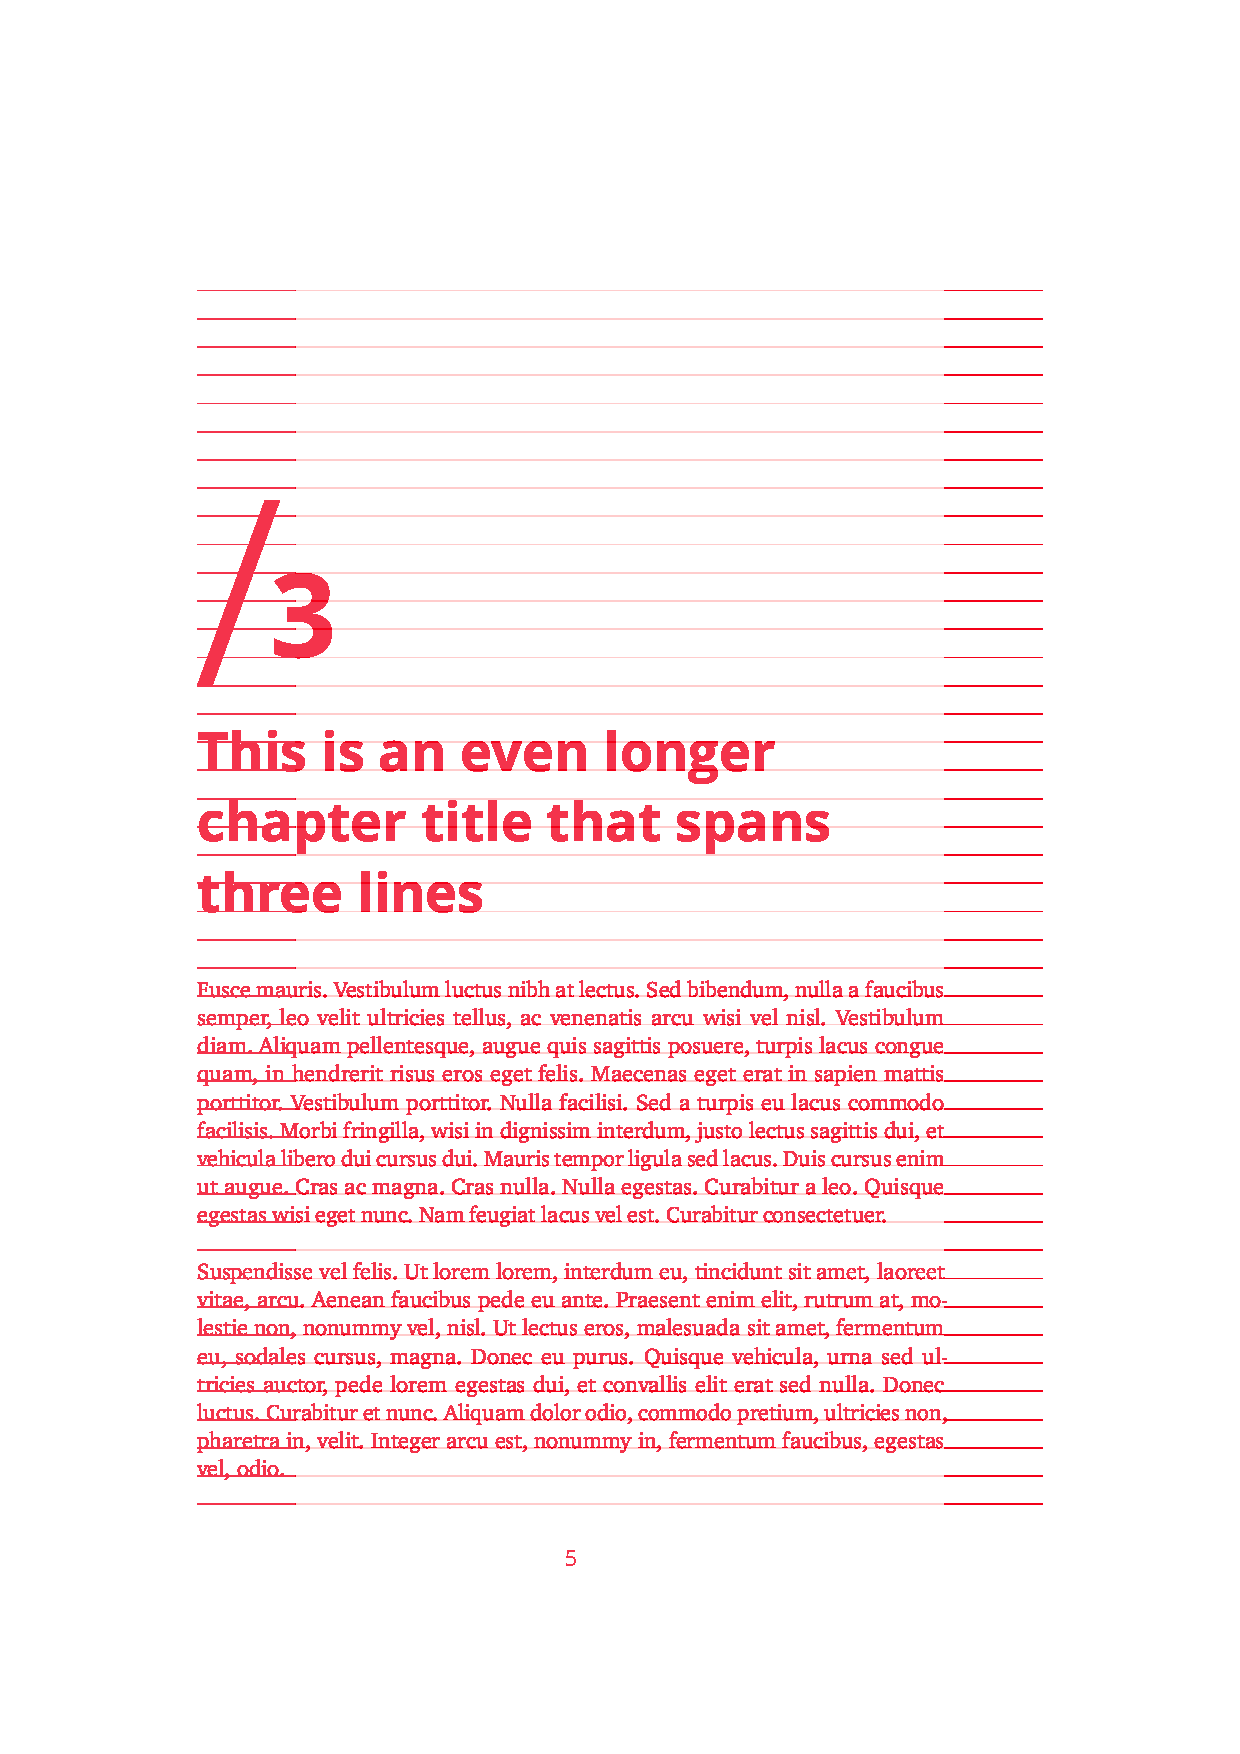 /3
This is an even longer
chapter title that spans
three lines
Fusce mauris. Vestibulum luctus nibh at lectus. Sed bibendum, nulla a faucibus
semper, leo velit ultricies tellus, ac venenatis arcu wisi vel nisl. Vestibulum
diam. Aliquam pellentesque, augue quis sagittis posuere, turpis lacus congue
quam, in hendrerit risus eros eget felis. Maecenas eget erat in sapien mattis
porttitor. Vestibulum porttitor. Nulla facilisi. Sed a turpis eu lacus commodo
facilisis. Morbi fringilla, wisi in dignissim interdum, justo lectus sagittis dui, et
vehicula libero dui cursus dui. Mauris tempor ligula sed lacus. Duis cursus enim
ut augue. Cras ac magna. Cras nulla. Nulla egestas. Curabitur a leo. Quisque
egestas wisi eget nunc. Nam feugiat lacus vel est. Curabitur consectetuer.
Suspendisse vel felis. Ut lorem lorem, interdum eu, tincidunt sit amet, laoreet
vitae, arcu. Aenean faucibus pede eu ante. Praesent enim elit, rutrum at, mo-
lestie non, nonummy vel, nisl. Ut lectus eros, malesuada sit amet, fermentum
eu, sodales cursus, magna. Donec eu purus. Quisque vehicula, urna sed ul-
tricies auctor, pede lorem egestas dui, et convallis elit erat sed nulla. Donec
luctus. Curabitur et nunc. Aliquam dolor odio, commodo pretium, ultricies non,
pharetra in, velit. Integer arcu est, nonummy in, fermentum faucibus, egestas
vel, odio.
5